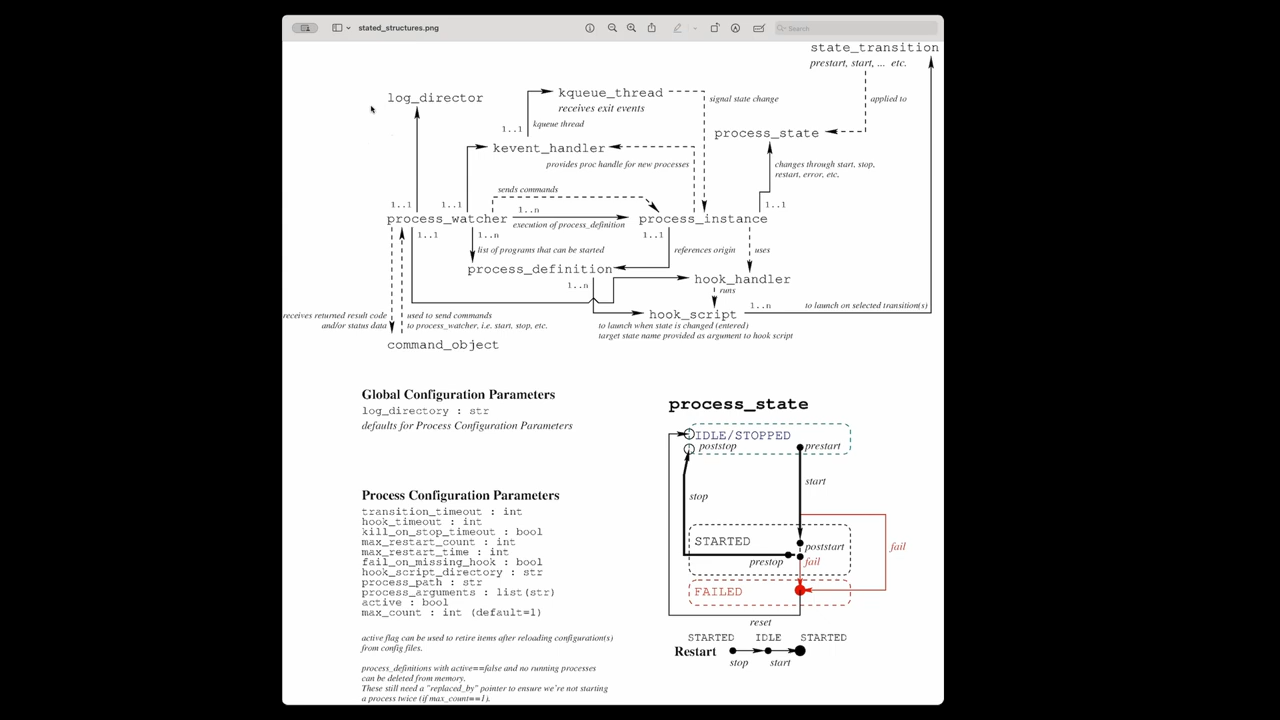 stated_structures.png
Search
state_transition
prestart, start, ... etc.
log_director
kqueue_thread
receives exit events
signal state change
applied to
1..1
kqueue thread
process_state
kevent_handler
provides proc handle for new processes
changes through start, stop,
restart, error, etc.
sends commands
1..1
1..1
1..n
1..1
process_watcher
process_instance
execution of process_definition
1..1
1..n
1..1
list of programs that can be started
references origin
uses
process_definition
hook_handler
1..n
runs
1..n
to launch on selected transition(s)
hook_script
receives returned result code
and/or status data
used to send commands
to process_watcher, i.e. start, stop, etc.
to launch when state is changed (entered)
target state name provided as argument to hook script
command_object
Global Configuration Parameters
log_directory : str
defaults for Process Configuration Parameters
Process Configuration Parameters
transition_timeout : int
hook_timeout : int
kill_on_stop_timeout : bool
max_restart_count : int
max_restart_time : int
fail_on_missing_hook : bool
hook_script_directory : str
process_path : str
process_arguments : list(str)
active : bool
max_count : int (default=1)
active flag can be used to retire items after reloading configuration(s)
from config files.
process_definitions with active==false and no running processes
can be deleted from memory.
These still need a "replaced_by" pointer to ensure we're not starting
a process twice (if max_count==1).
process_state
IDLE/STOPPED
poststop
prestart
start
stop
STARTED
poststart
prestop
fail
fail
FAILED
reset
STARTED IDLE STARTED
Restart
stop start